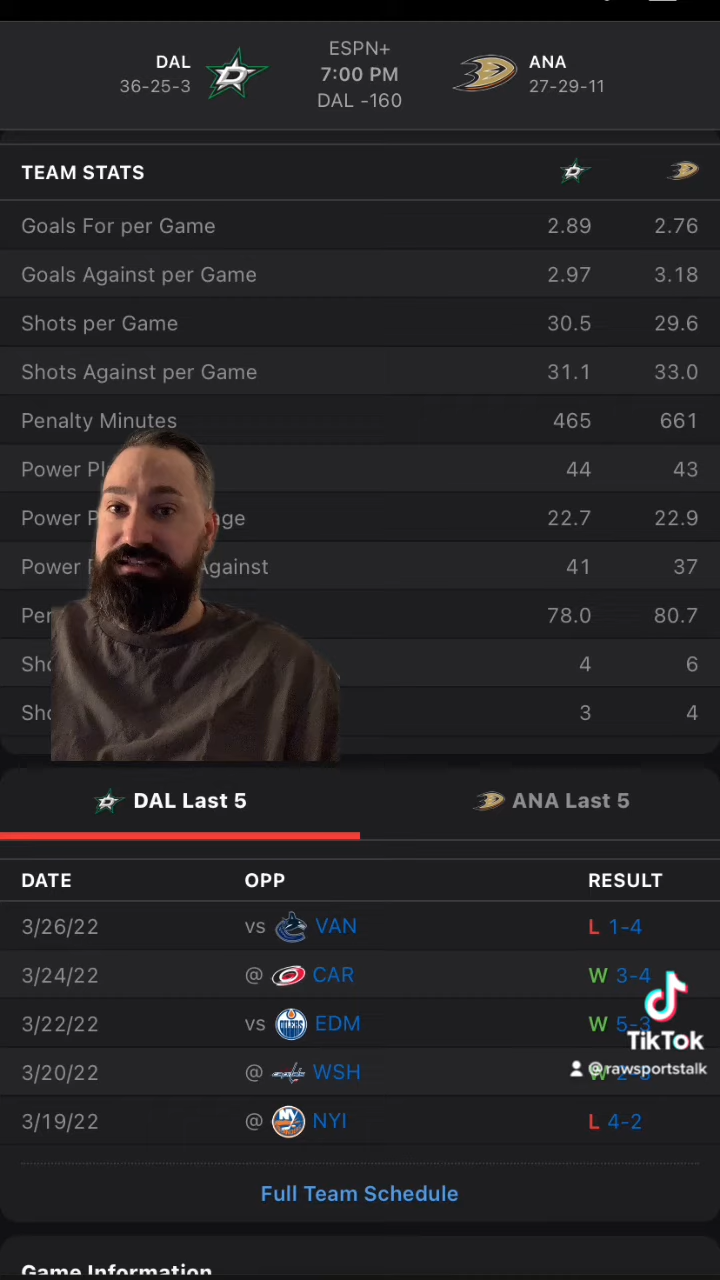 DAL
36-25-3
ESPN+
7:00 PM
DAL -160
ANA
27-29-11
TEAM STATS
Goals For per Game 2.89 2.76
Goals Against per Game 2.97 3.18
Shots per Game 30.5 29.6
Shots Against per Game 31.1 33.0
Penalty Minutes 465 661
Power 44 43
Power 22.7 22.9
Power Against 41 37
78.0 80.7
4 6
3 4
DAL Last 5 ANA Last 5
DATE OPP RESULT
3/26/22 vs VAN L 1-4
3/24/22 @ CAR W 3-4
3/22/22 vs EDM W 5-3
3/20/22 @ WSH W
3/19/22 @ NYI L 4-2
TikTok
@rawsportstalk
Full Team Schedule
Game Information